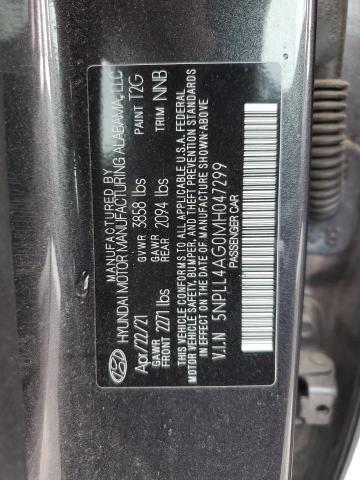 MANUFACTURED BY
HYUNDAI MOTOR MANUFACTURING ALABAMA, LLC
Apr/22/21 GVWR 3858 lbs PAINT T2G
GAWR FRONT 2271 lbs GAWR REAR 2094 lbs TRIM NNB
THIS VEHICLE CONFORMS TO ALL APPLICABLE U.S.A. FEDERAL
MOTOR VEHICLE SAFETY, BUMPER, AND THEFT PREVENTION STANDARDS
IN EFFECT ON THE DATE OF MANUFACTURE SHOWN-ABOVE
V.I.N 5NPLL4AG0MH047299
PASSENGER CAR